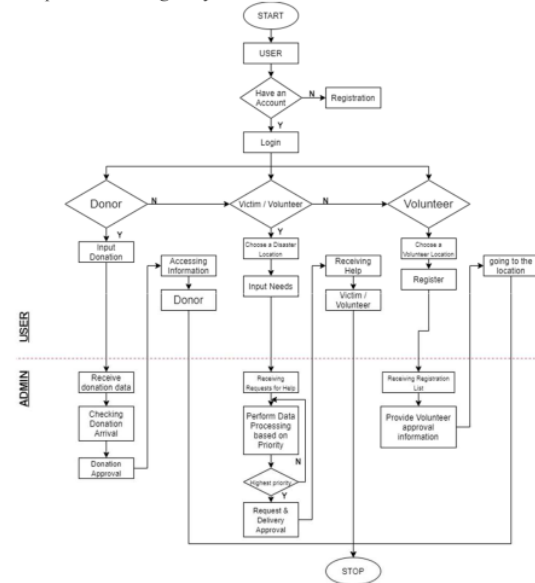 START
USER
Have an
Account
N
Registration
Y
Login
Donor
N
Victim / Volunteer
N
Volunteer
Y
Y
Input
Donation
Choose a Disaster
Location
Choose a
Volunteer Location
Accessing
Information
Receiving
Help
going to the
location
Input Needs
Register
Donor
Victim /
Volunteer
USER
ADMIN
Receive
donation data
Receiving
Requests for Help
Receiving Registration
List
Checking
Donation
Arrival
Perform Data
Processing
based on
Priority
Provide Volunteer
approval
information
N
Donation
Approval
Highest priority
Y
Request &
Delivery
Approval
STOP